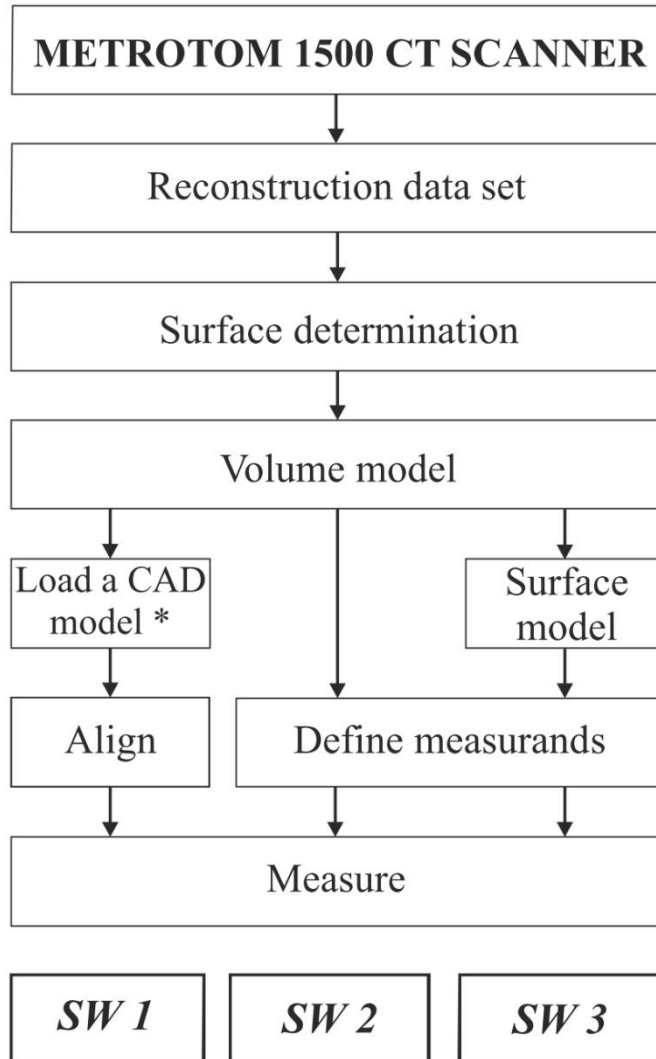 METROTOM 1500 CT SCANNER
Reconstruction data set
Surface determination
Volume model
Load a CAD
model *
Surface
model
Align
Define measurands
Measure
SW 1
SW 2
SW 3